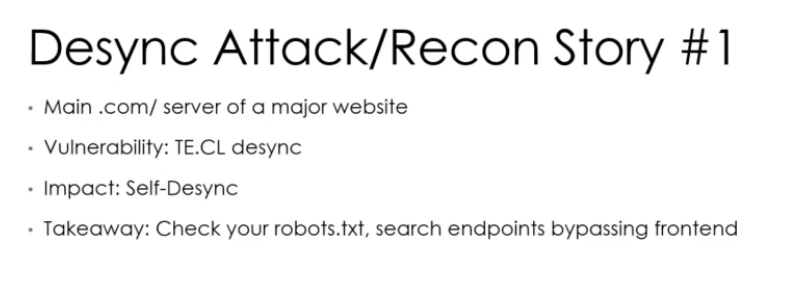 Desync Attack/Recon Story #1
• Main .com/ server of a major website
• Vulnerability: TE.CL desync
• Impact: Self-Desync
• Takeaway: Check your robots.txt, search endpoints bypassing frontend